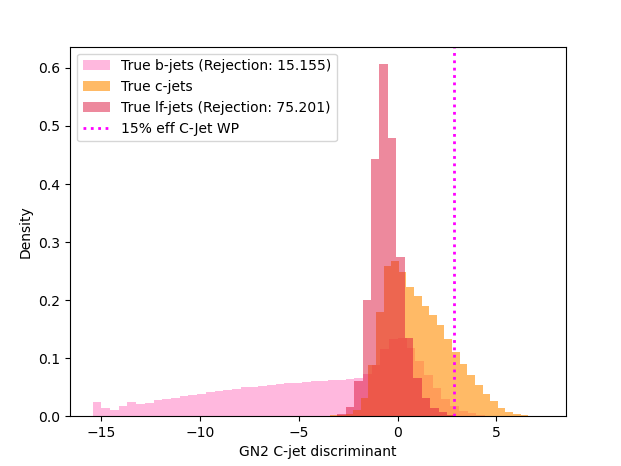 True b-jets (Rejection: 15.155)
True c-jets
True lf-jets (Rejection: 75.201)
15% eff C-Jet WP
Density
0.6
0.5
0.4
0.3
0.2
0.1
0.0
−15
−10
−5
0
5
GN2 C-jet discriminant